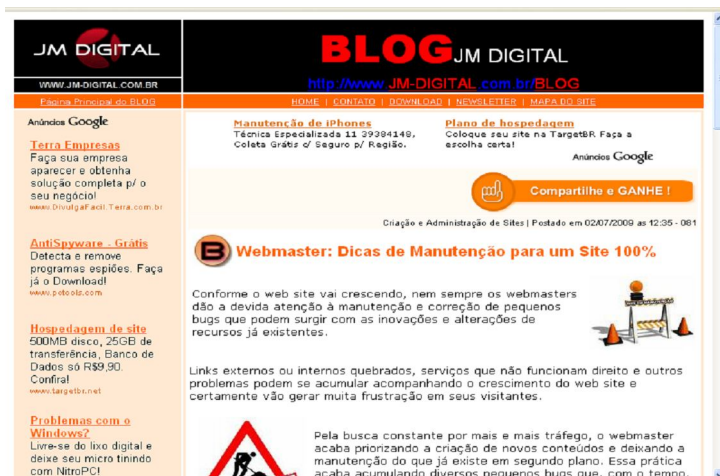 JM DIGITAL
WWW.JM-DIGITAL.COM.BR
Página Principal do BLOG
BLOG JM DIGITAL
http://www.JM-DIGITAL.com.br/BLOG
HOME | CONTATO | DOWNLOAD | NEWSLETTER | MAPA DO SITE
Anúncios Google
Terra Empresas
Faça sua empresa
aparecer e obtenha
solução completa p/ o
seu negócio!
www.DivulgaFacil.Terra.com.br
AntiSpyware - Grátis
Detecta e remove
programas espiões. Faça
já o Download!
www.pctools.com
Hospedagem de site
500MB disco, 25GB de
transferência, Banco de
Dados só R$9,90.
Confira!
www.targetbr.net
Problemas com o
Windows?
Livre-se do lixo digital e
deixe seu micro tinindo
com NitroPC!
Manutenção de iPhones
Técnica Especializada 11 39384148,
Coleta Grátis c/ Seguro p/ Região.
Plano de hospedagem
Coloque seu site na TargetBR Faça a
escolha certa!
Anúncios Google
Compartilhe e GANHE !
Criação e Administração de Sites | Postado em 02/07/2009 as 12:35 - 081
B Webmaster: Dicas de Manutenção para um Site 100%
Conforme o web site vai crescendo, nem sempre os webmasters
dão a devida atenção à manutenção e correção de pequenos
bugs que podem surgir com as inovações e alterações de
recursos já existentes.
Links externos ou internos quebrados, serviços que não funcionam direito e outros
problemas podem se acumular acompanhando o crescimento do web site e
certamente vão gerar muita frustração em seus visitantes.
Pela busca constante por mais e mais tráfego, o webmaster
acaba priorizando a criação de novos conteúdos e deixando a
manutenção do que já existe em segundo plano. Essa prática
acaba acumulando diversos pequenos bugs que, com o tempo,